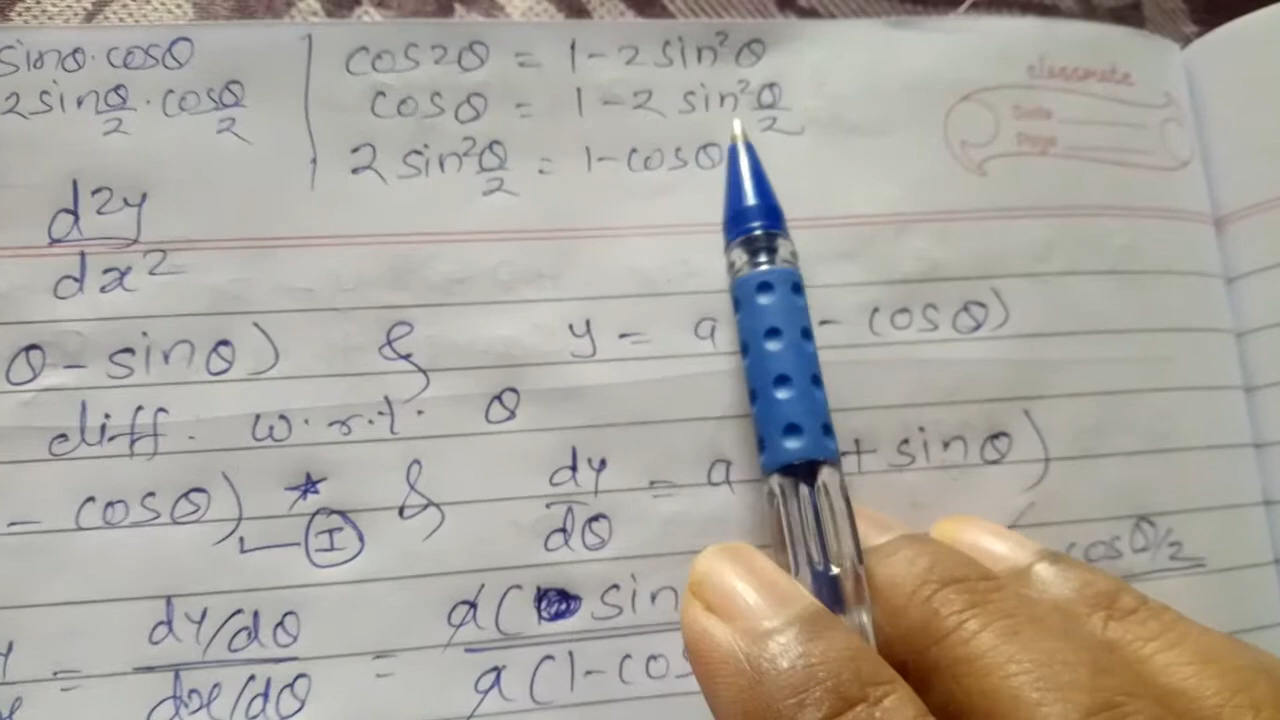 sinθ·cosθ
2sinθ/2·cosθ/2
cos2θ = 1-2sin²θ
cosθ = 1-2sin²θ/2
2sin²θ/2 = 1-cosθ
classmate
Date
Page
d²y
dx²
θ-sinθ) & y = a - cosθ)
diff. w.r.t. θ
- cosθ) ★ I & dy/dθ = a + sinθ)
cosθ/2
= dy/dθ = a( sin
dx/dθ a(1-cos